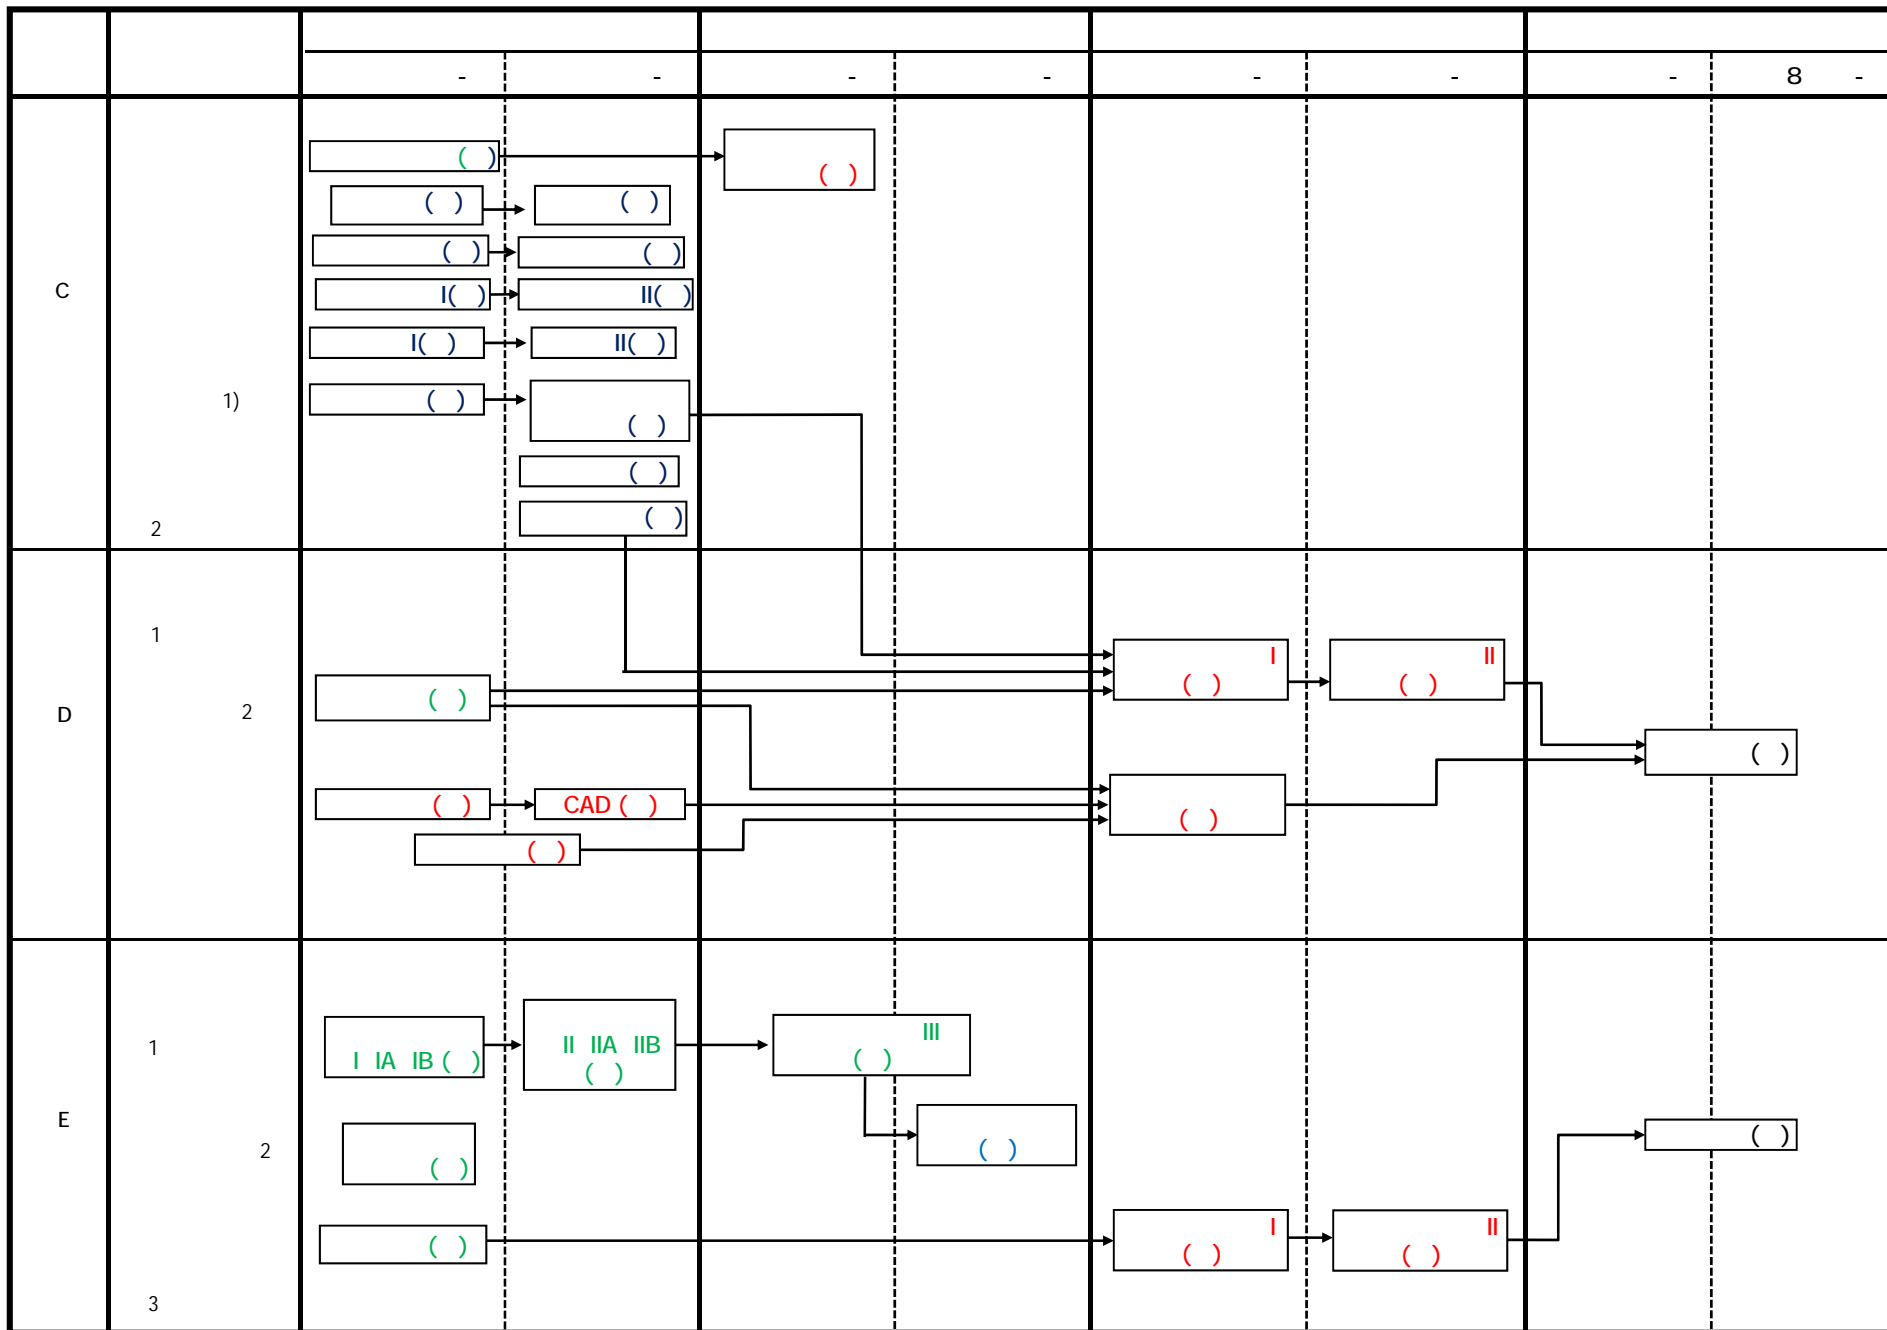 - - - - - - - 8 -
( )
( )
( ) ( )
( ) ( )
C
I( ) II( )
I( ) II( )
1) ( )
( )
( )
( )
2
1
I II
( ) ( )
D 2 ( )
( )
( ) CAD ( )
( )
( )
1
I IA IB ( )
II IIA IIB
( )
III
( )
E
2
( )
( )
( )
( )
I II
( ) ( )
3